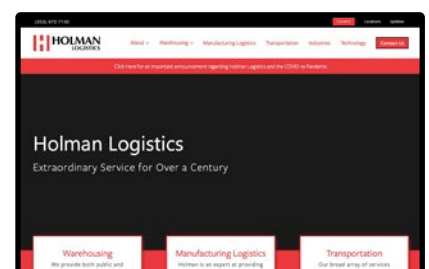 (253) 872-7140
Careers Locations Updates
HOLMAN
LOGISTICS
About Warehousing Manufacturing Logistics Transportation Industries Technology Contact Us
Click Here for an important announcement regarding Holman Logistics and the COVID-19 Pandemic
Holman Logistics
Extraordinary Service for Over a Century
Warehousing Manufacturing Logistics Transportation
We provide both public and Holman is an expert at providing Our broad array of services